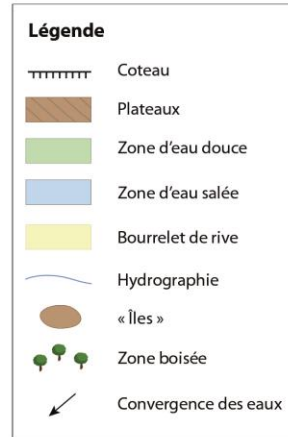 Légende
Coteau
Plateaux
Zone d’eau douce
Zone d’eau salée
Bourrelet de rive
Hydrographie
« Îles »
Zone boisée
Convergence des eaux